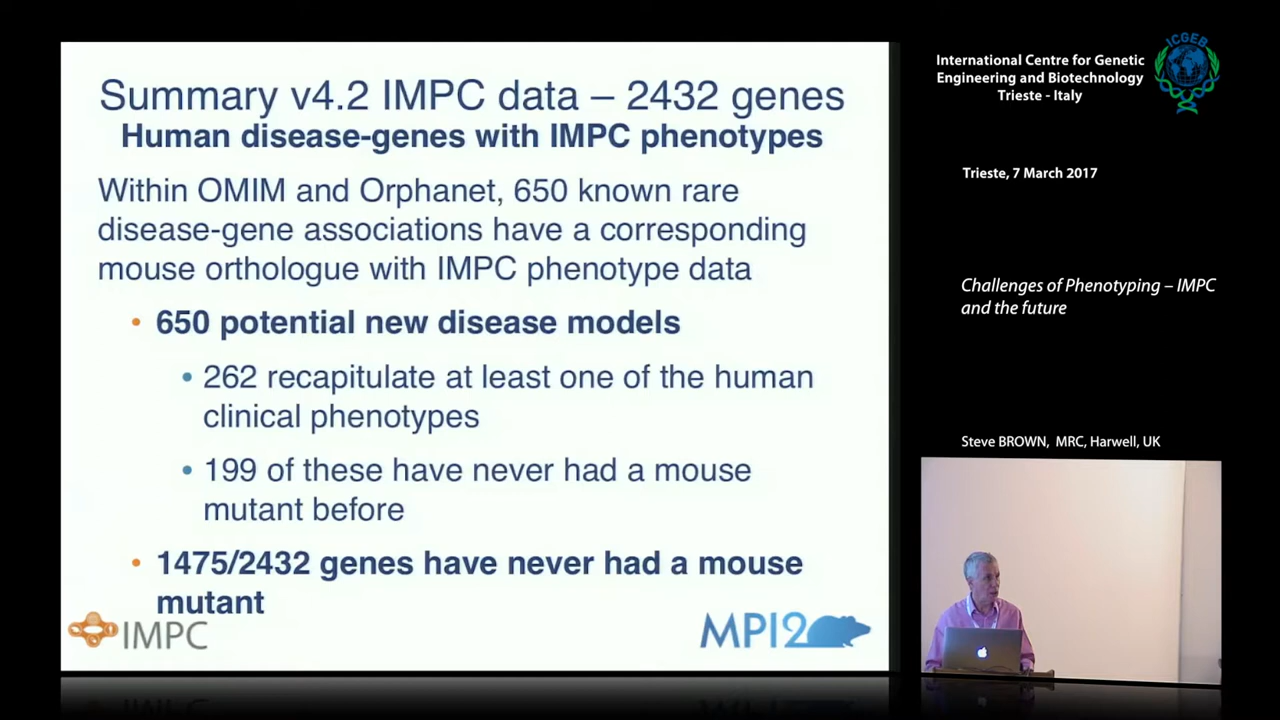 Summary v4.2 IMPC data – 2432 genes
Human disease-genes with IMPC phenotypes
Within OMIM and Orphanet, 650 known rare
disease-gene associations have a corresponding
mouse orthologue with IMPC phenotype data
• 650 potential new disease models
• 262 recapitulate at least one of the human
clinical phenotypes
• 199 of these have never had a mouse
mutant before
• 1475/2432 genes have never had a mouse
mutant
IMPC
MPI2
International Centre for Genetic
Engineering and Biotechnology
Trieste - Italy
ICGEB
Trieste, 7 March 2017
Challenges of Phenotyping – IMPC
and the future
Steve BROWN, MRC, Harwell, UK